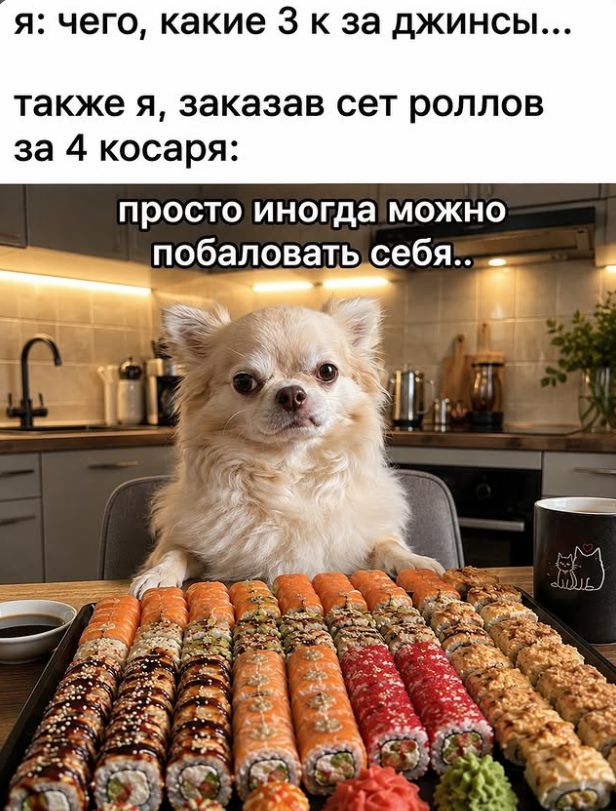 я: чего, какие 3 к за джинсы...
также я, заказав сет роллов
за 4 косаря:
просто иногда можно
побаловать себя..